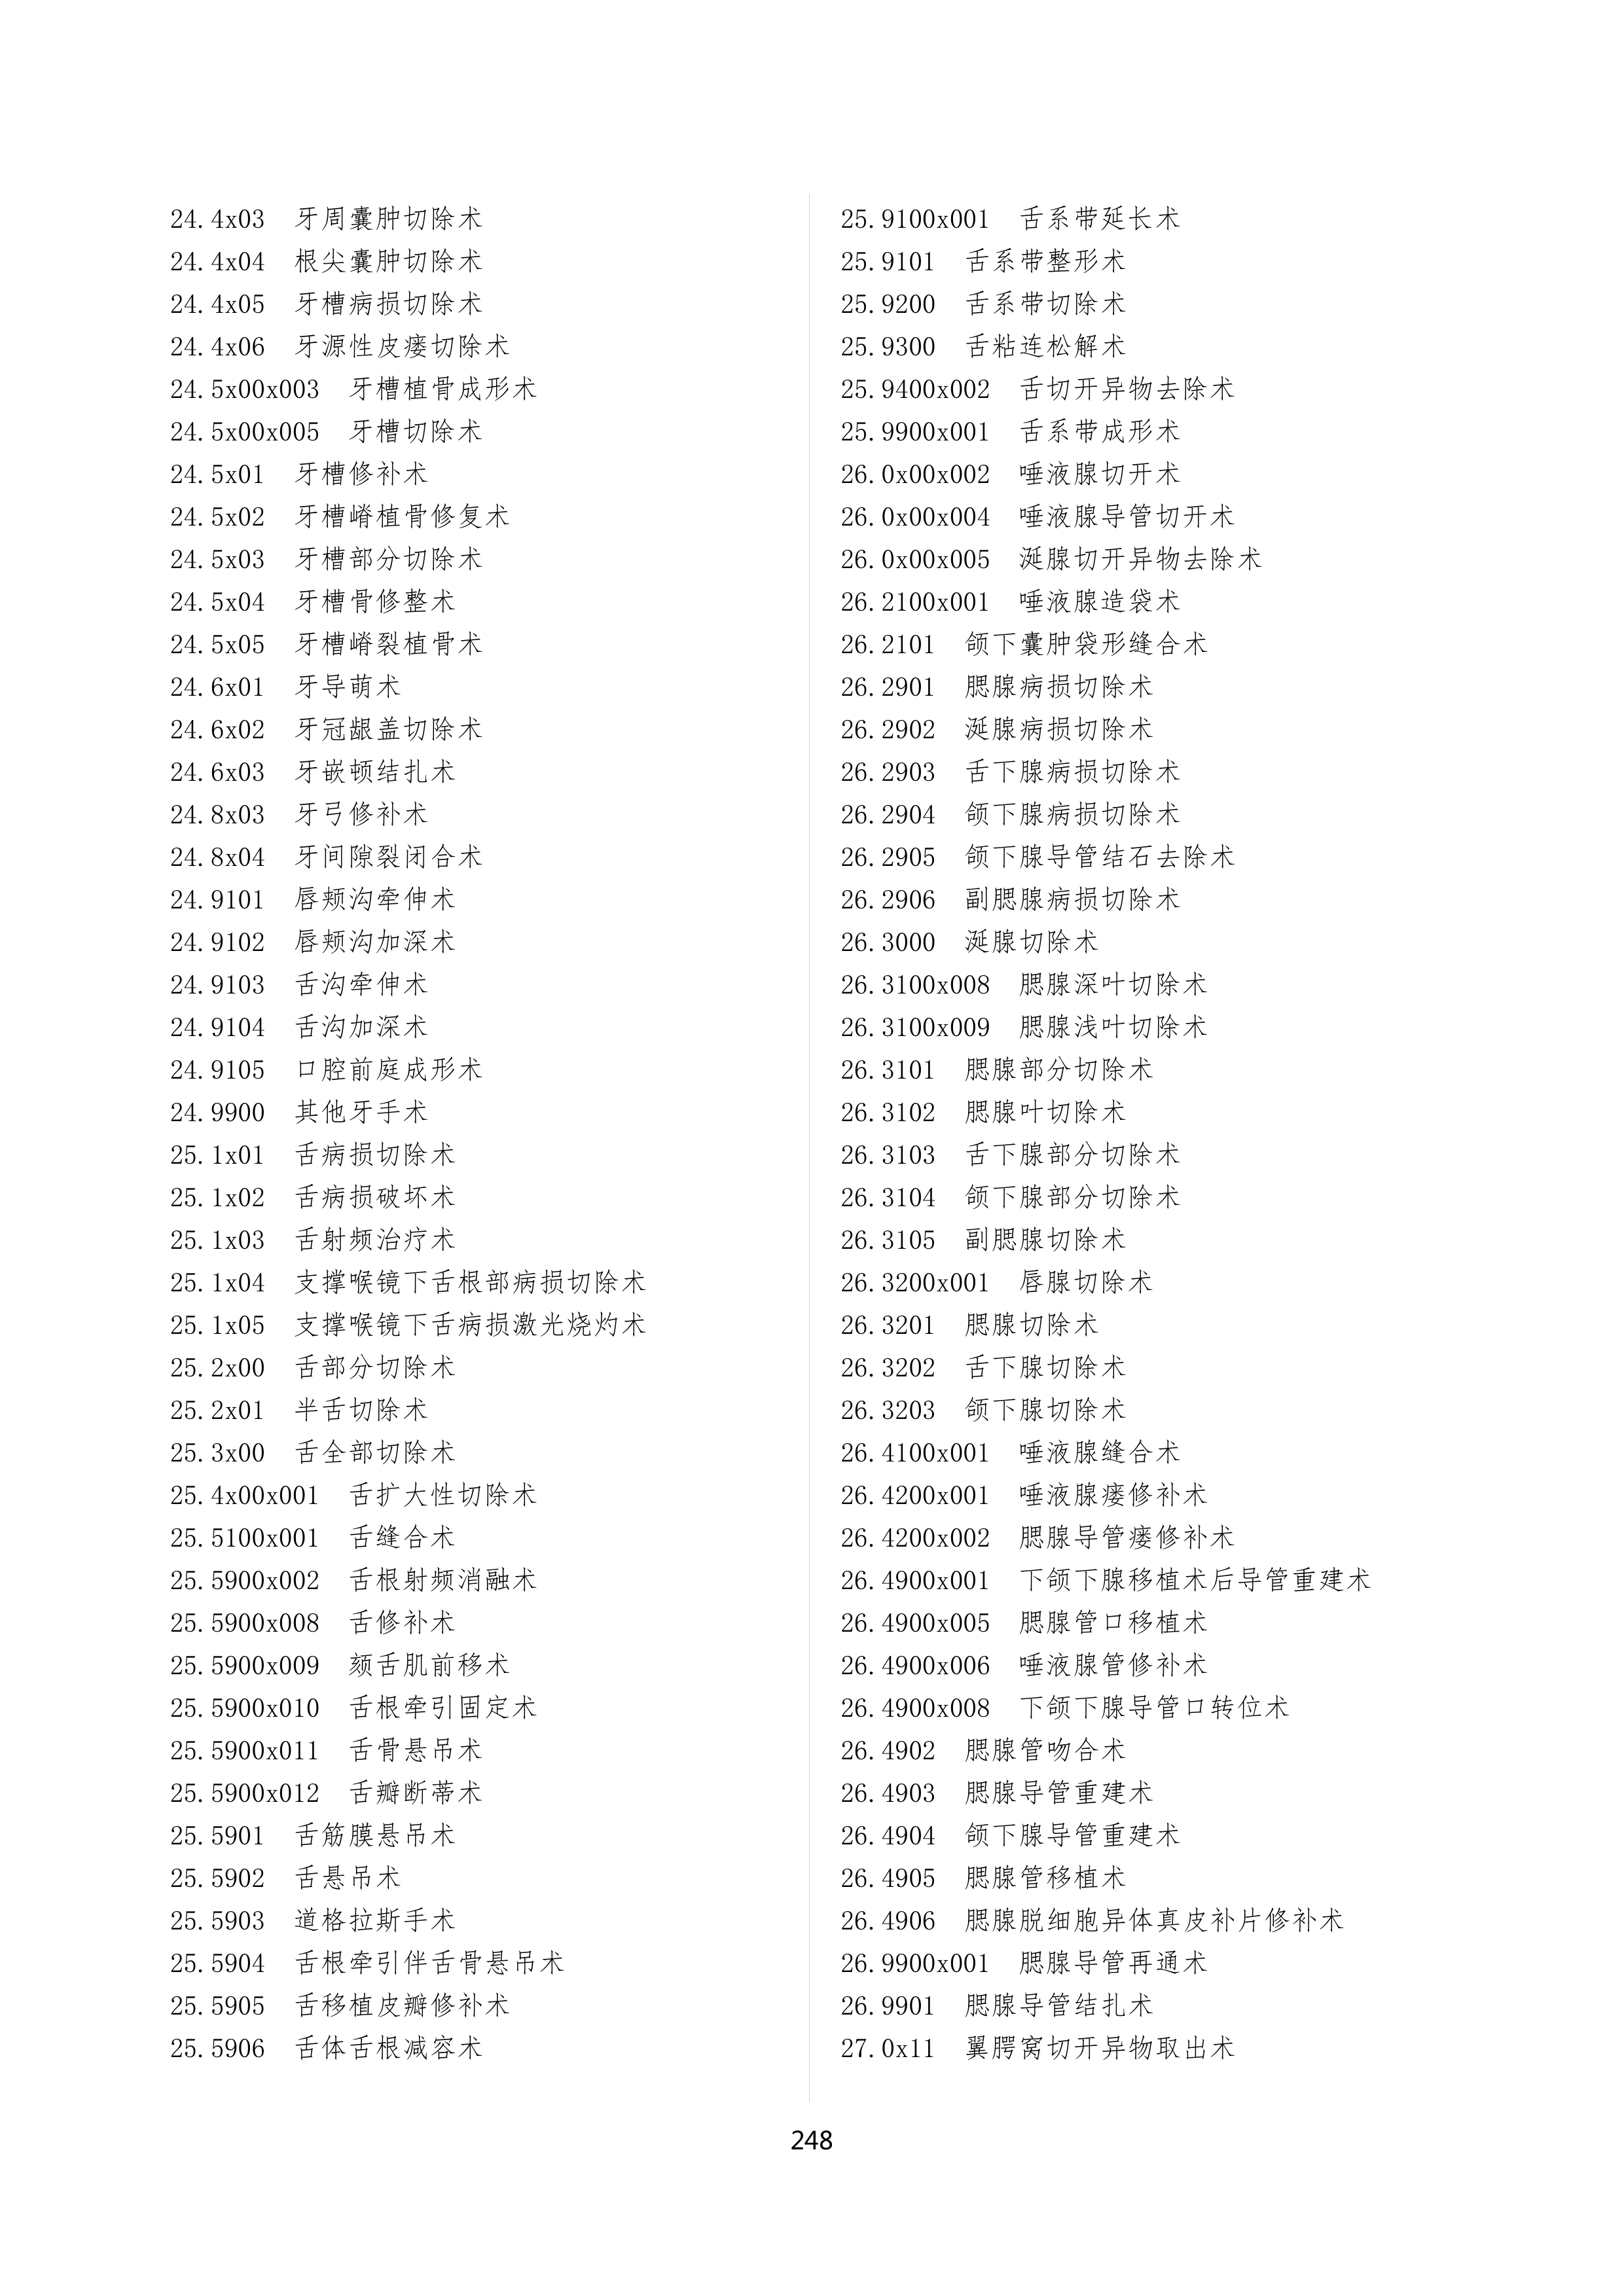 24.4x03 牙周囊肿切除术
24.4x04 根尖囊肿切除术
24.4x05 牙槽病损切除术
24.4x06 牙源性皮瘘切除术
24.5x00x003 牙槽植骨成形术
24.5x00x005 牙槽切除术
24.5x01 牙槽修补术
24.5x02 牙槽嵴植骨修复术
24.5x03 牙槽部分切除术
24.5x04 牙槽骨修整术
24.5x05 牙槽嵴裂植骨术
24.6x01 牙导萌术
24.6x02 牙冠龈盖切除术
24.6x03 牙嵌顿结扎术
24.8x03 牙弓修补术
24.8x04 牙间隙裂闭合术
24.9101 唇颊沟牵伸术
24.9102 唇颊沟加深术
24.9103 舌沟牵伸术
24.9104 舌沟加深术
24.9105 口腔前庭成形术
24.9900 其他牙手术
25.1x01 舌病损切除术
25.1x02 舌病损破坏术
25.1x03 舌射频治疗术
25.1x04 支撑喉镜下舌根部病损切除术
25.1x05 支撑喉镜下舌病损激光烧灼术
25.2x00 舌部分切除术
25.2x01 半舌切除术
25.3x00 舌全部切除术
25.4x00x001 舌扩大性切除术
25.5100x001 舌缝合术
25.5900x002 舌根射频消融术
25.5900x008 舌修补术
25.5900x009 颏舌肌前移术
25.5900x010 舌根牵引固定术
25.5900x011 舌骨悬吊术
25.5900x012 舌瓣断蒂术
25.5901 舌筋膜悬吊术
25.5902 舌悬吊术
25.5903 道格拉斯手术
25.5904 舌根牵引伴舌骨悬吊术
25.5905 舌移植皮瓣修补术
25.5906 舌体舌根减容术
25.9100x001 舌系带延长术
25.9101 舌系带整形术
25.9200 舌系带切除术
25.9300 舌粘连松解术
25.9400x002 舌切开异物去除术
25.9900x001 舌系带成形术
26.0x00x002 唾液腺切开术
26.0x00x004 唾液腺导管切开术
26.0x00x005 涎腺切开异物去除术
26.2100x001 唾液腺造袋术
26.2101 颌下囊肿袋形缝合术
26.2901 腮腺病损切除术
26.2902 涎腺病损切除术
26.2903 舌下腺病损切除术
26.2904 颌下腺病损切除术
26.2905 颌下腺导管结石去除术
26.2906 副腮腺病损切除术
26.3000 涎腺切除术
26.3100x008 腮腺深叶切除术
26.3100x009 腮腺浅叶切除术
26.3101 腮腺部分切除术
26.3102 腮腺叶切除术
26.3103 舌下腺部分切除术
26.3104 颌下腺部分切除术
26.3105 副腮腺切除术
26.3200x001 唇腺切除术
26.3201 腮腺切除术
26.3202 舌下腺切除术
26.3203 颌下腺切除术
26.4100x001 唾液腺缝合术
26.4200x001 唾液腺瘘修补术
26.4200x002 腮腺导管瘘修补术
26.4900x001 下颌下腺移植术后导管重建术
26.4900x005 腮腺管口移植术
26.4900x006 唾液腺管修补术
26.4900x008 下颌下腺导管口转位术
26.4902 腮腺管吻合术
26.4903 腮腺导管重建术
26.4904 颌下腺导管重建术
26.4905 腮腺管移植术
26.4906 腮腺脱细胞异体真皮补片修补术
26.9900x001 腮腺导管再通术
26.9901 腮腺导管结扎术
27.0x11 翼腭窝切开异物取出术
248